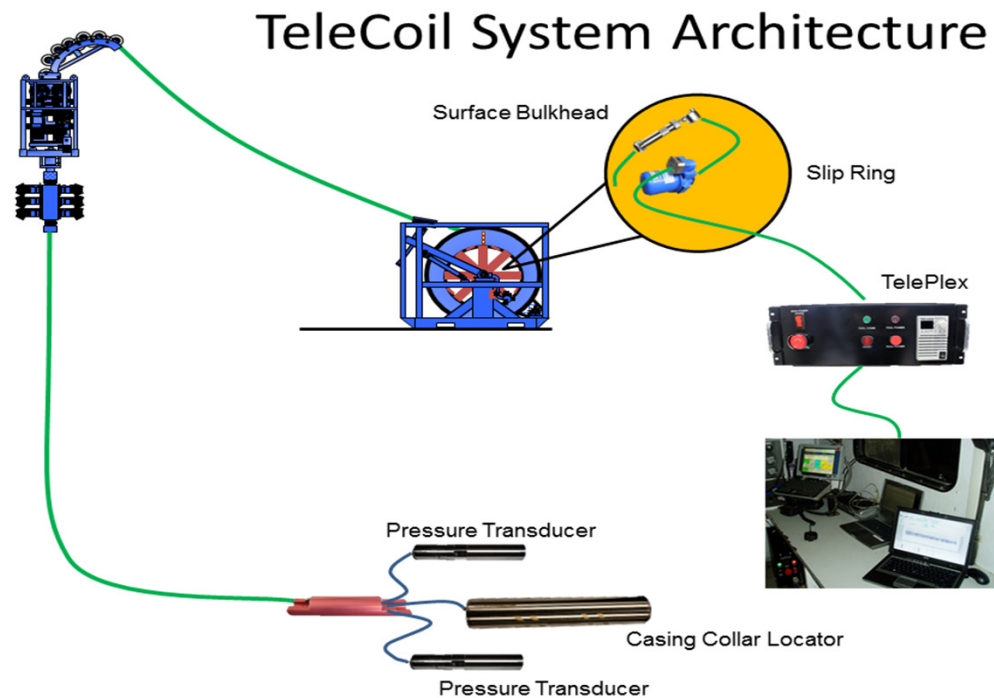 TeleCoil System Architecture
Surface Bulkhead
Slip Ring
TelePlex
Pressure Transducer
Casing Collar Locator
Pressure Transducer